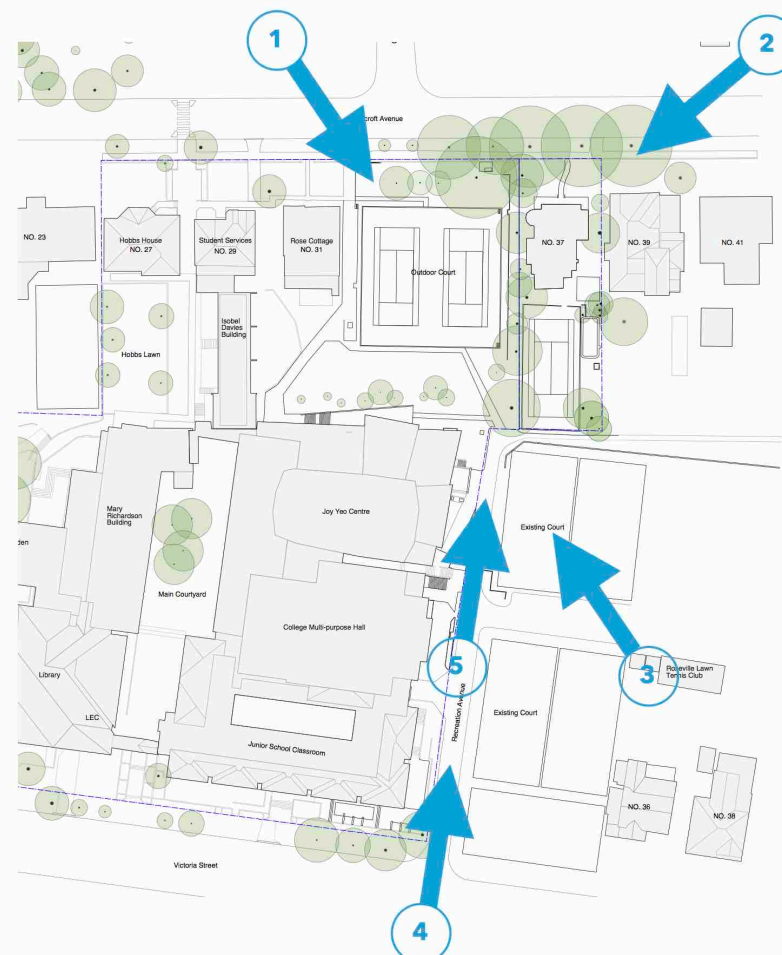 1
2
croft Avenue
NO. 23
Hobbs House
NO. 27
Student Services
NO. 29
Rose Cottage
NO. 31
Outdoor Court
NO. 37
NO. 39
NO. 41
Isobel
Davies
Building
Hobbs Lawn
Mary
Richardson
Building
Joy Yeo Centre
Existing Court
den
Main Courtyard
College Multi-purpose Hall
5
3
Roseville Lawn
Tennis Club
Library
LEC
Recreation Avenue
Existing Court
Junior School Classroom
NO. 36
NO. 38
Victoria Street
4